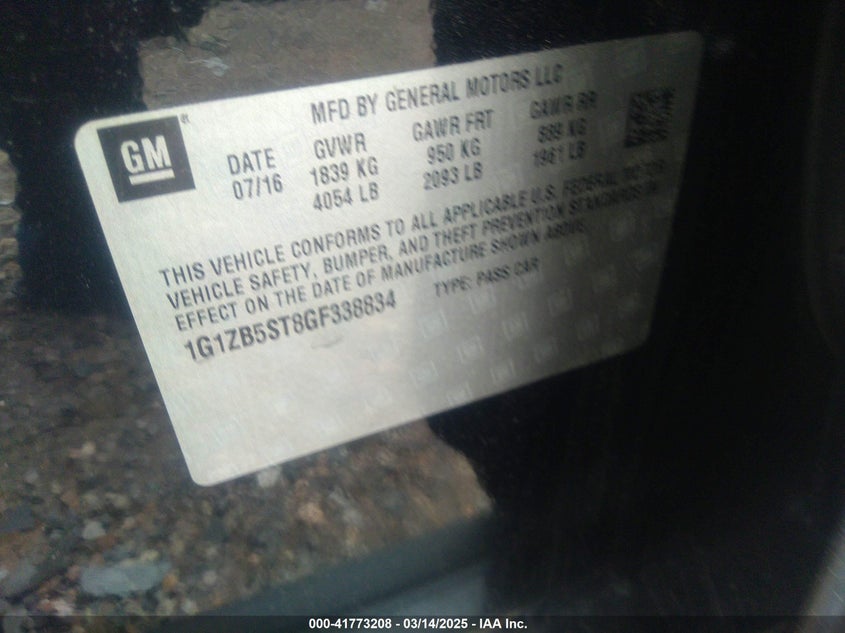 GM
®
MFD BY GENERAL MOTORS LLC
DATE GVWR GAWR FRT GAWR RR
07/16 1839 KG 950 KG 889 KG
4054 LB 2093 LB 1961 LB
THIS VEHICLE CONFORMS TO ALL APPLICABLE U.S. FEDERAL MOTOR
VEHICLE SAFETY, BUMPER, AND THEFT PREVENTION STANDARDS IN
EFFECT ON THE DATE OF MANUFACTURE SHOWN ABOVE.
1G1ZB5ST8GF338834 TYPE: PASS CAR
000-41773208 - 03/14/2025 - IAA Inc.